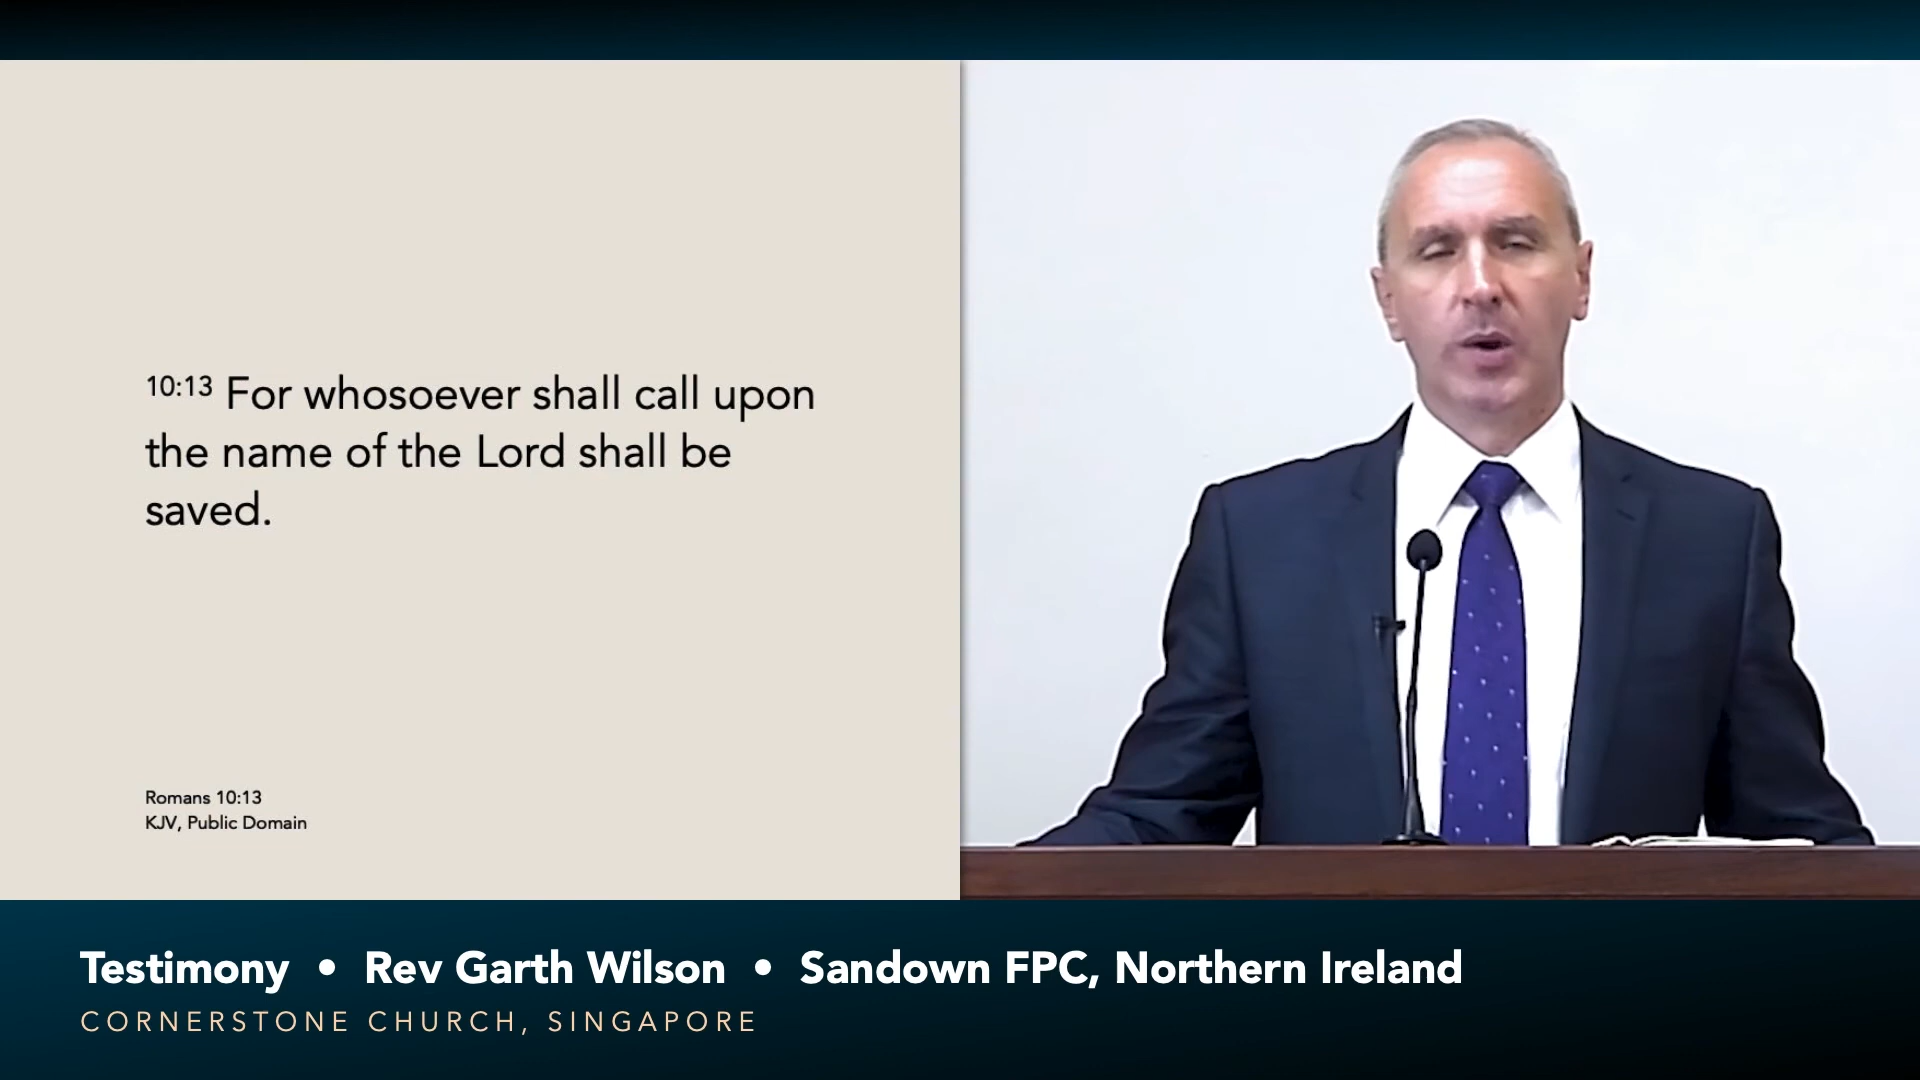 10:13 For whosoever shall call upon
the name of the Lord shall be
saved.
Romans 10:13
KJV, Public Domain
Testimony • Rev Garth Wilson • Sandown FPC, Northern Ireland
CORNERSTONE CHURCH, SINGAPORE